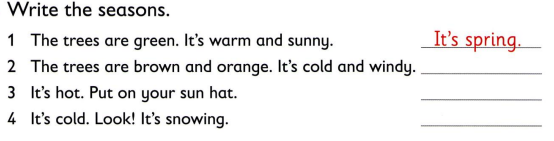 Write the seasons.
1 The trees are green. It's warm and sunny. It's spring.
2 The trees are brown and orange. It's cold and windy.
3 It's hot. Put on your sun hat.
4 It's cold. Look! It's snowing.